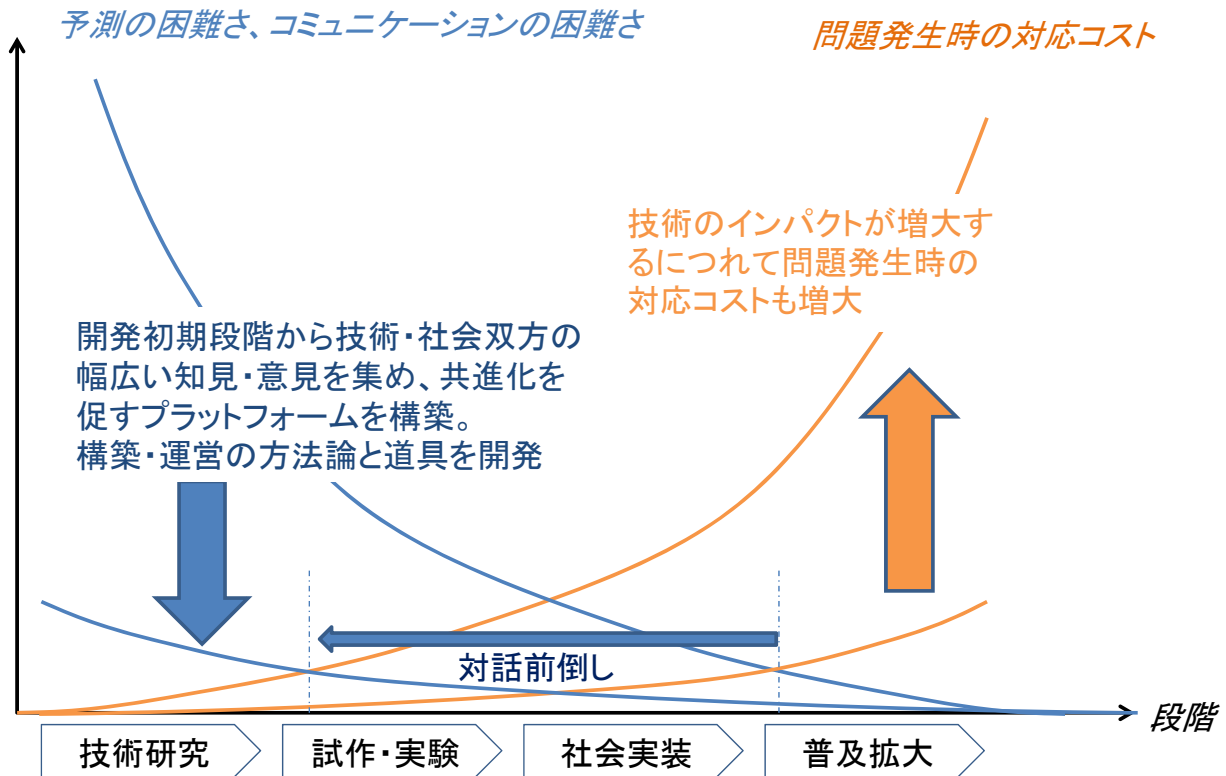 予測の困難さ、コミュニケーションの困難さ
問題発生時の対応コスト
技術のインパクトが増大す
るにつれて問題発生時の
対応コストも増大
開発初期段階から技術・社会双方の
幅広い知見・意見を集め、共進化を
促すプラットフォームを構築。
構築・運営の方法論と道具を開発
対話前倒し
段階
技術研究
試作・実験
社会実装
普及拡大